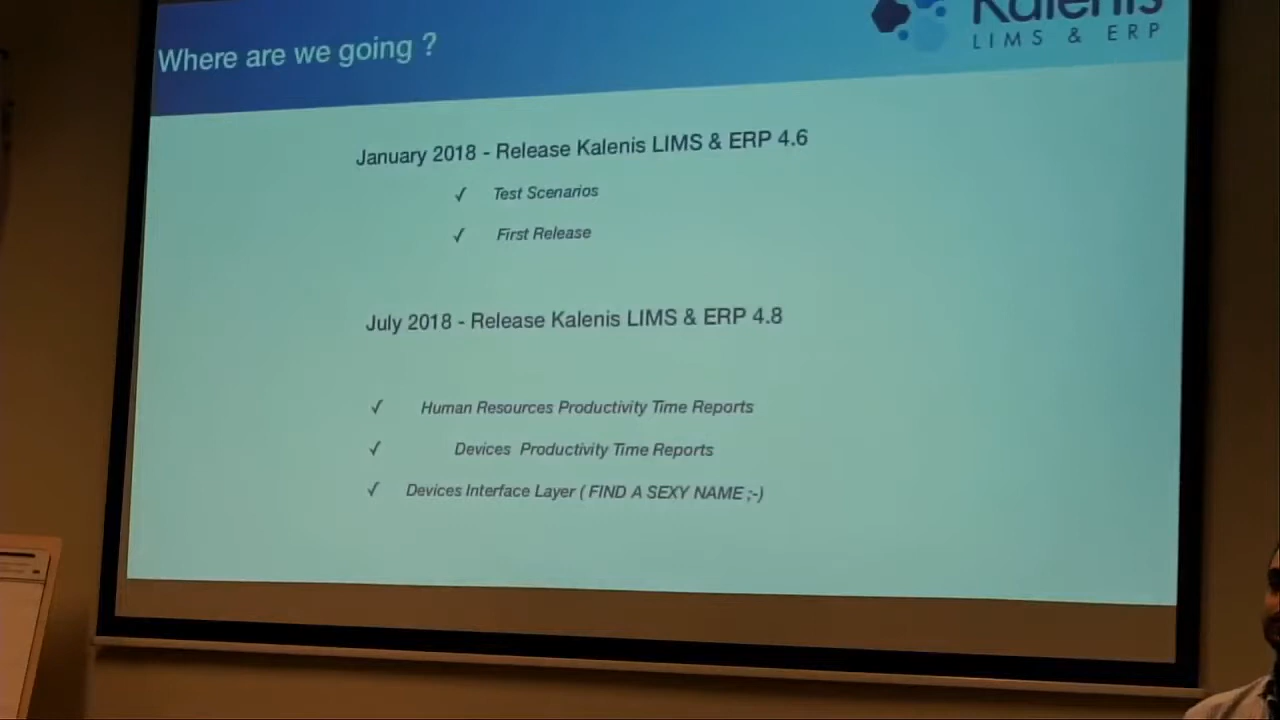 Where are we going ?
Kalenis
LIMS & ERP
January 2018 - Release Kalenis LIMS & ERP 4.6
✓ Test Scenarios
✓ First Release
July 2018 - Release Kalenis LIMS & ERP 4.8
✓ Human Resources Productivity Time Reports
✓ Devices Productivity Time Reports
✓ Devices Interface Layer ( FIND A SEXY NAME ;-)